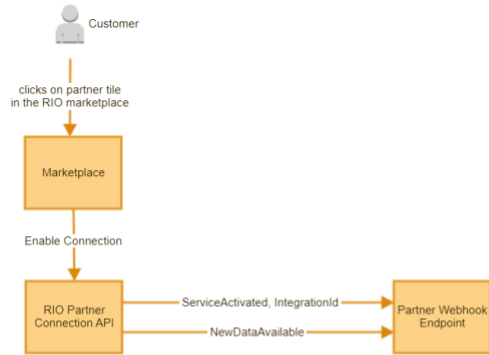 Customer
clicks on partner tile
in the RIO marketplace
Marketplace
Enable Connection
RIO Partner
Connection API
ServiceActivated, IntegrationId
NewDataAvailable
Partner Webhook
Endpoint